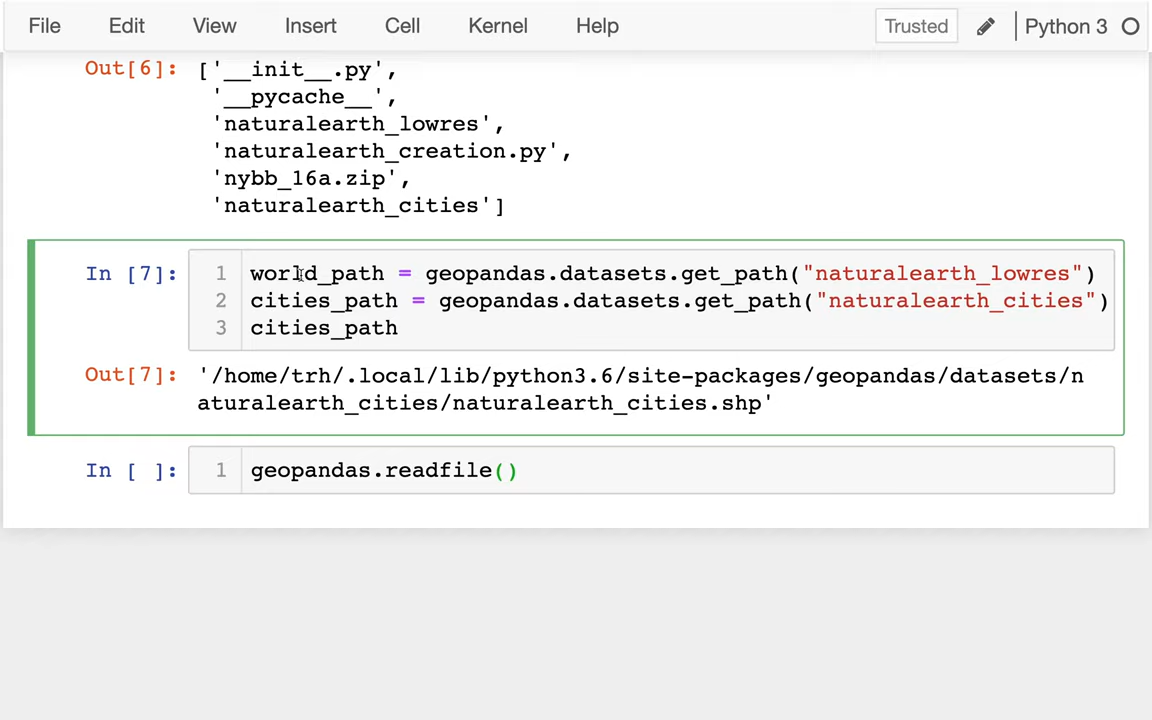 File Edit View Insert Cell Kernel Help Trusted Python 3
Out[6]: ['__init__.py',
'__pycache__',
'naturalearth_lowres',
'naturalearth_creation.py',
'nybb_16a.zip',
'naturalearth_cities']
In [7]: 1 world_path = geopandas.datasets.get_path("naturalearth_lowres")
2 cities_path = geopandas.datasets.get_path("naturalearth_cities")
3 cities_path
Out[7]: '/home/trh/.local/lib/python3.6/site-packages/geopandas/datasets/n
aturalearth_cities/naturalearth_cities.shp'
In [ ]: 1 geopandas.readfile()